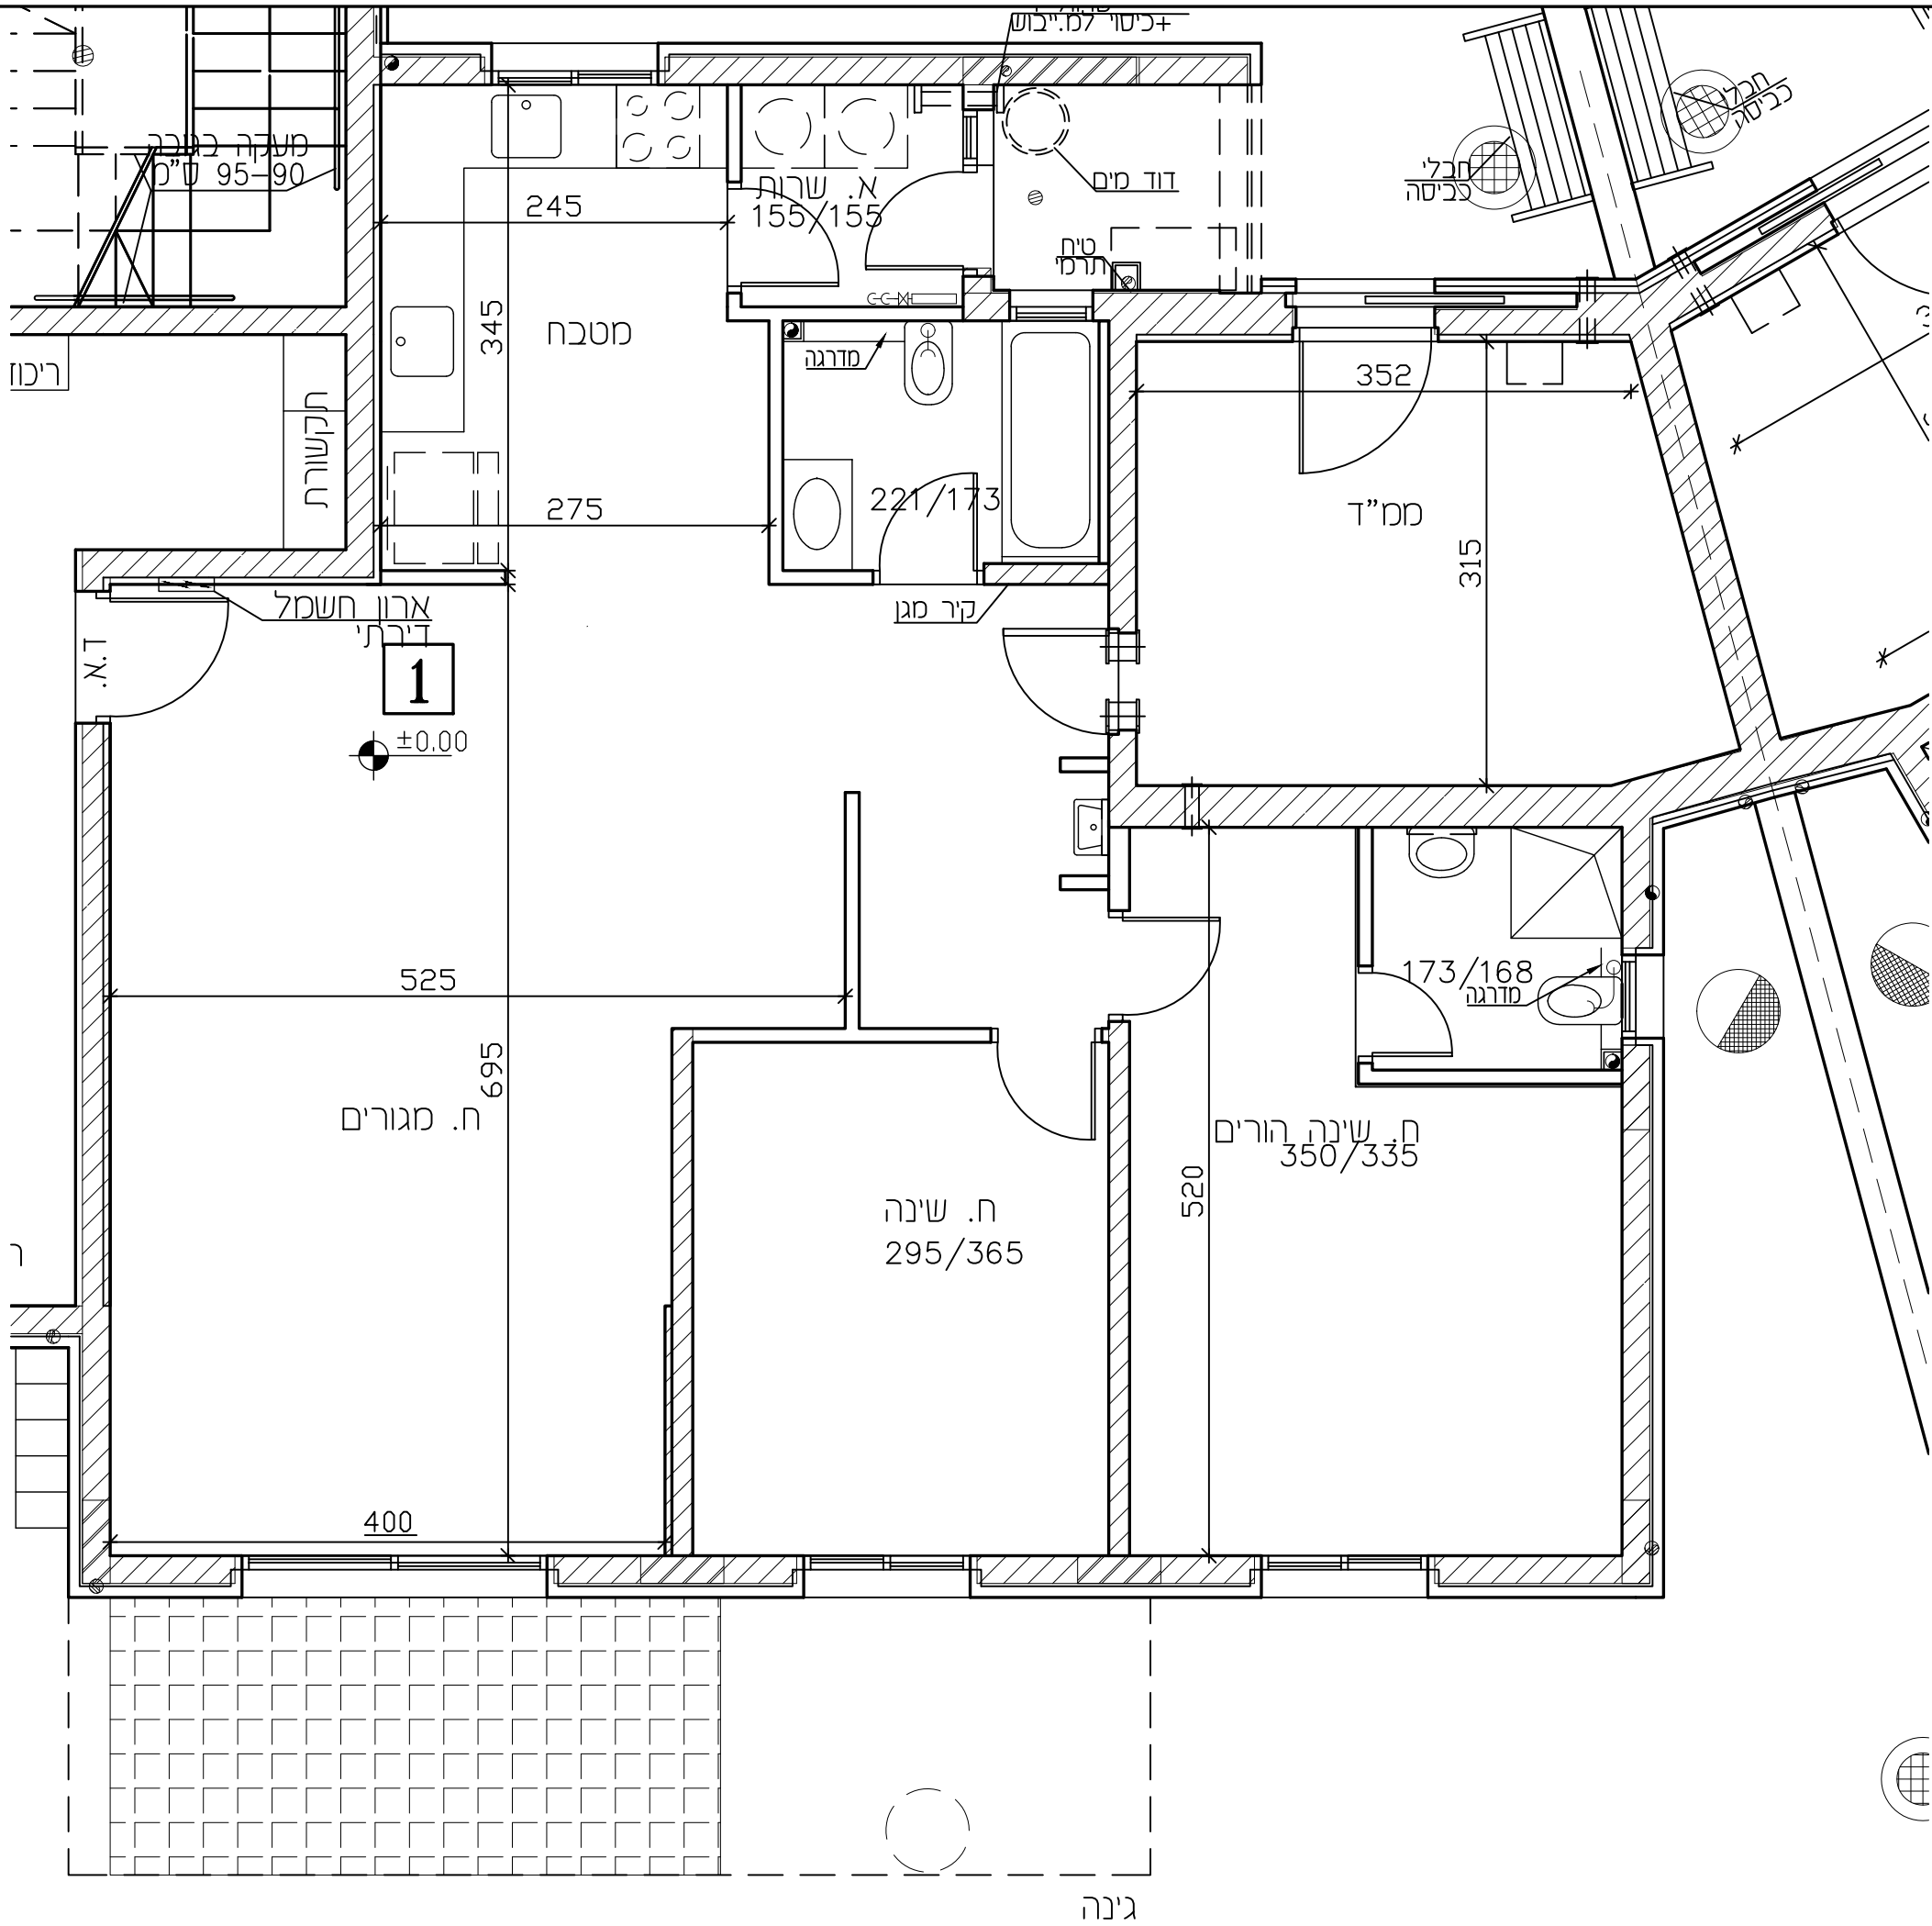 +כיסוי למ.ייבוש
חבלי
כביסה
חבלי
כביסה
מעקה בגובה
95-90 ס"מ
דוד מים
א. שרות
155/155
245
טיח
תרמי
345
מטבח
מדרגה
352
ריכוז
תקשורת
221/173
275
ממ"ד
315
ארון חשמל
דירתי
קיר מגן
ד.א.
1
±0.00
525
173/168
מדרגה
695
ח. מגורים
ח. שינה הורים
350/335
520
ח. שינה
295/365
400
גינה